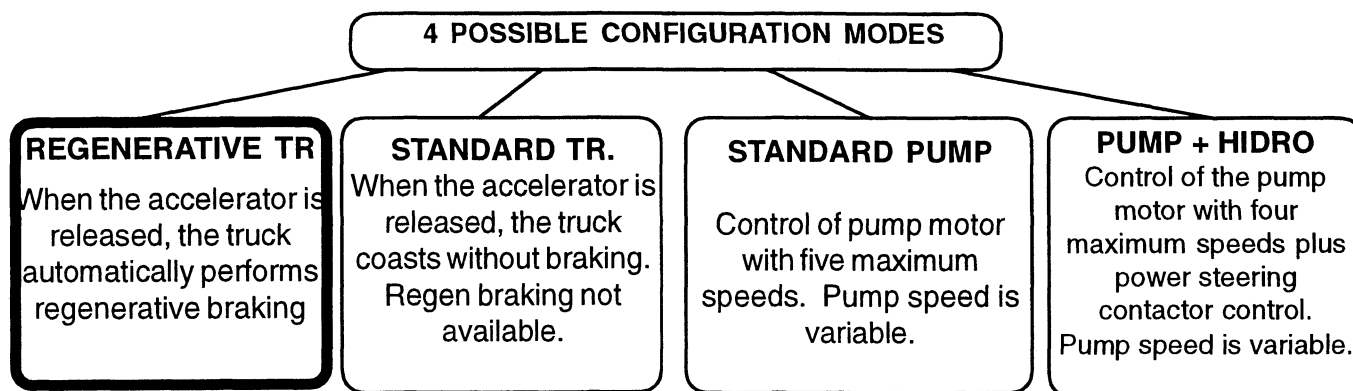 4 POSSIBLE CONFIGURATION MODES
REGENERATIVE TR
When the accelerator is
released, the truck
automatically performs
regenerative braking
STANDARD TR.
When the accelerator is
released, the truck
coasts without braking.
Regen braking not
available.
STANDARD PUMP
Control of pump motor
with five maximum
speeds. Pump speed is
variable.
PUMP + HIDRO
Control of the pump
motor with four
maximum speeds plus
power steering
contactor control.
Pump speed is variable.